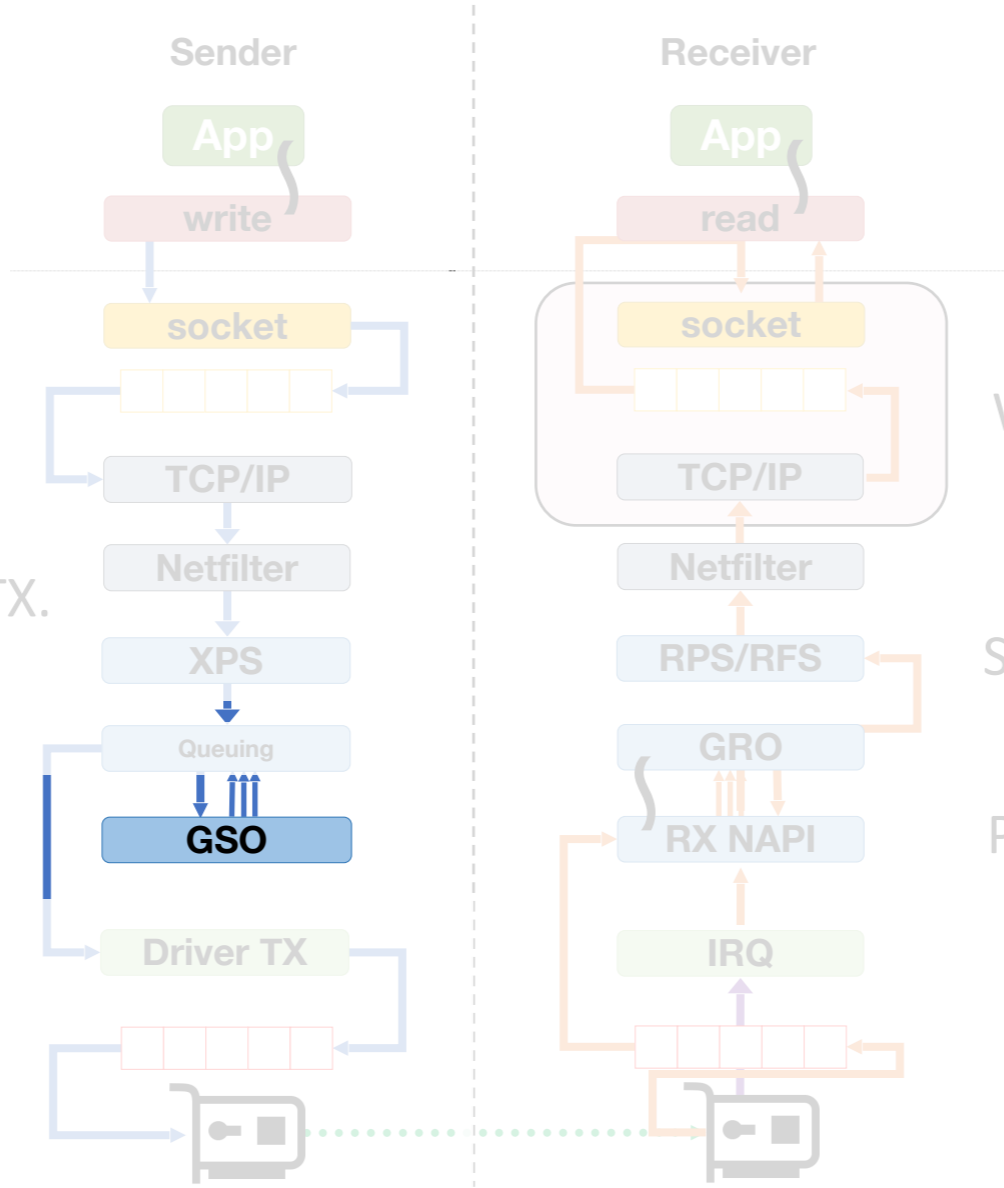 Sender
App
write
socket
TCP/IP
Netfilter
TX.
XPS
Queuing
GSO
Driver TX
Receiver
App
read
socket
TCP/IP
Netfilter
RPS/RFS
GRO
RX NAPI
IRQ